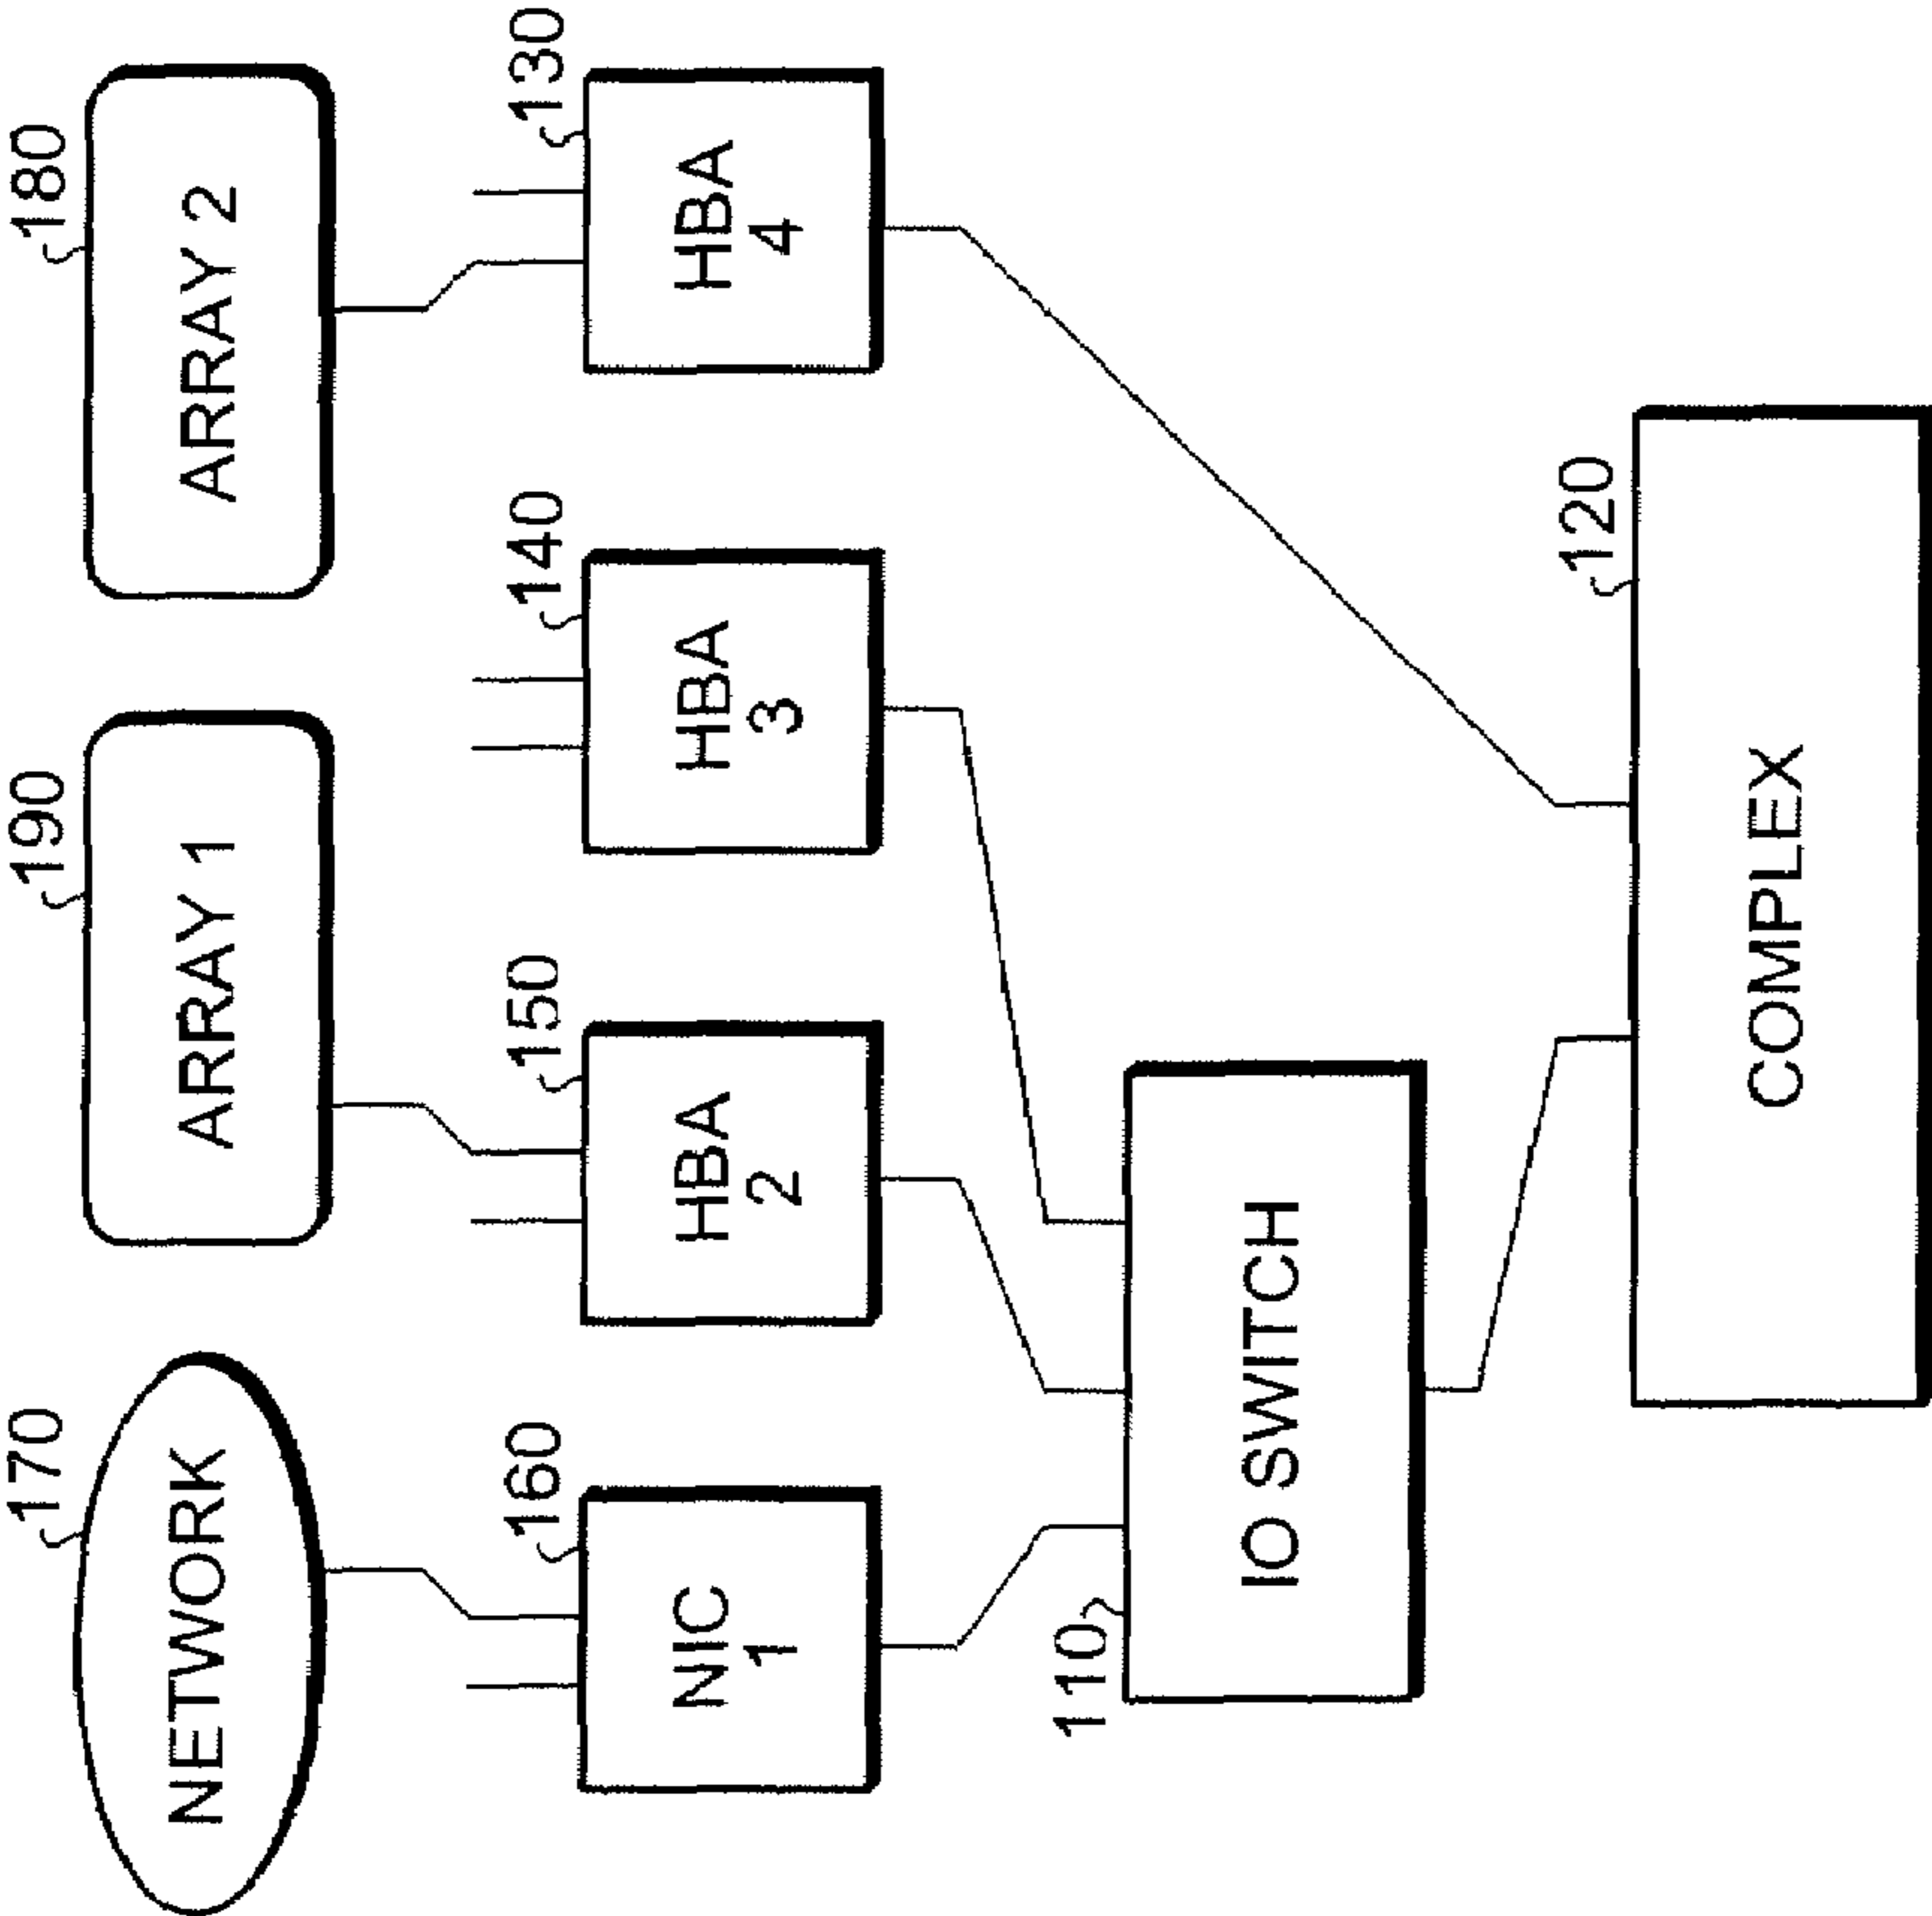 170
NETWORK
190
ARRAY 1
180
ARRAY 2
160
NIC
1
150
HBA
2
140
HBA
3
130
HBA
4
110
IO SWITCH
120
COMPLEX